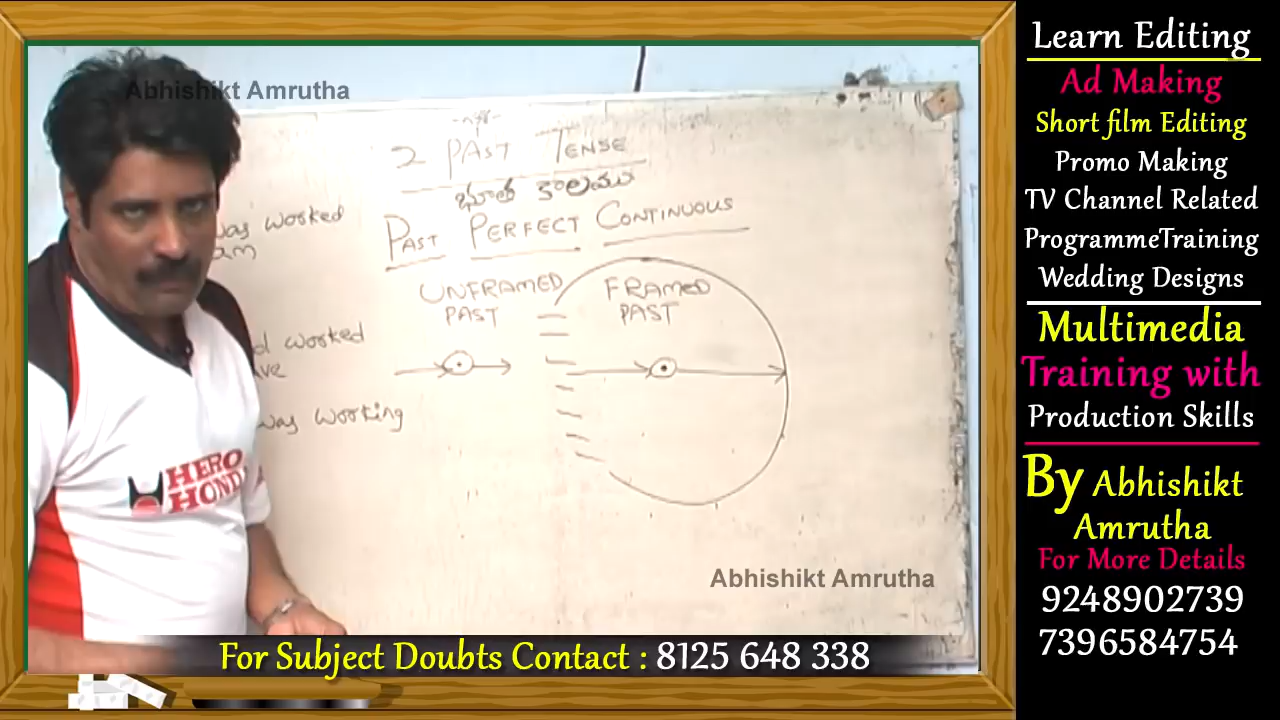 Abhishikt Amrutha
2 PAST TENSE
భూత కాలము
PAST PERFECT CONTINUOUS
was worked
am
worked
ve
was working
UNFRAMED
PAST
FRAMED
PAST
HERO
HONDA
Abhishikt Amrutha
For Subject Doubts Contact : 8125 648 338
Learn Editing
Ad Making
Short film Editing
Promo Making
TV Channel Related
ProgrammeTraining
Wedding Designs
Multimedia
Training with
Production Skills
By Abhishikt
Amrutha
For More Details
9248902739
7396584754